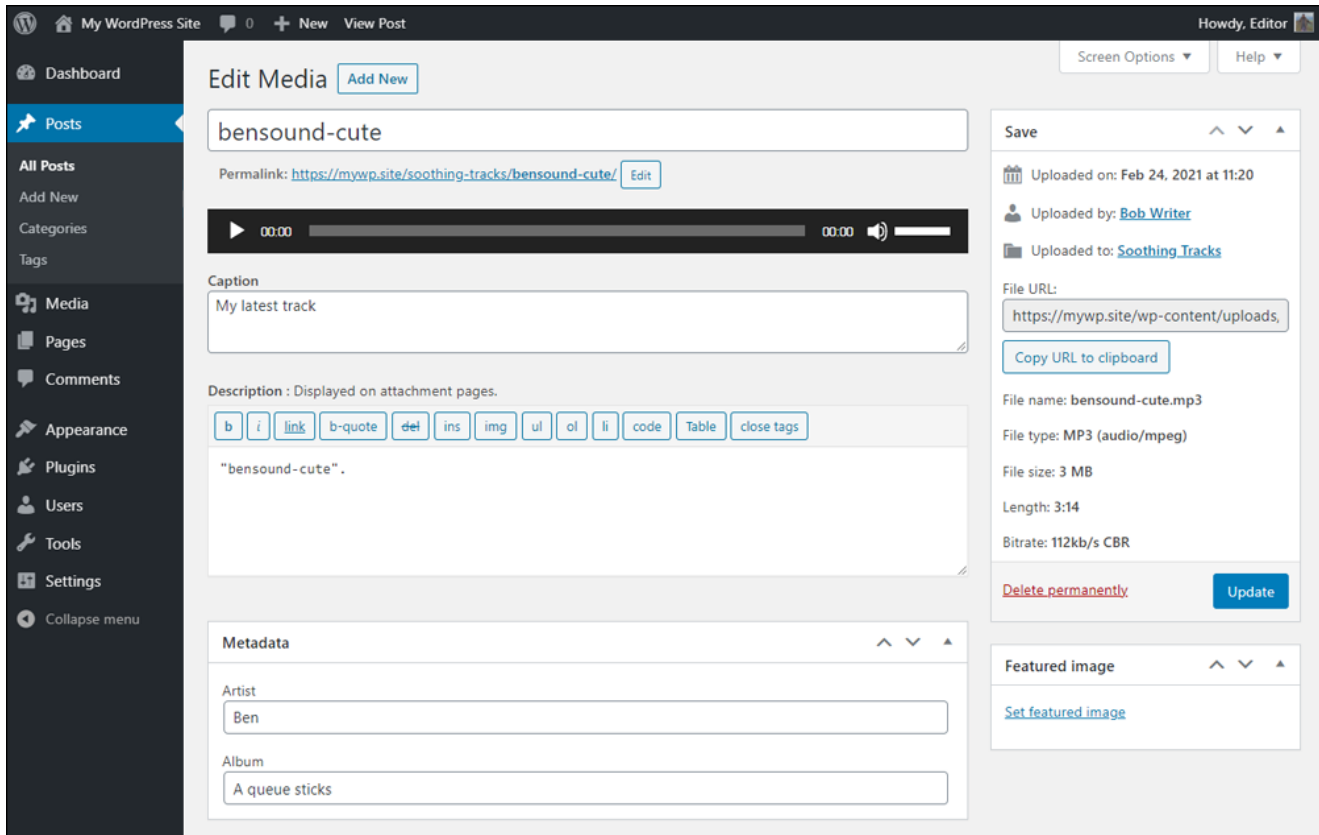 My WordPress Site 0 New View Post Howdy, Editor
Dashboard
Posts
All Posts
Add New
Categories
Tags
Media
Pages
Comments
Appearance
Plugins
Users
Tools
Settings
Collapse menu
Screen Options Help
Edit Media Add New
bensound-cute
Permalink: https://mywp.site/soothing-tracks/bensound-cute/ Edit
00:00 00:00
Caption
My latest track
Description : Displayed on attachment pages.
b i link b-quote del ins img ul ol li code Table close tags
"bensound-cute".
Metadata
Artist
Ben
Album
A queue sticks
Save
Uploaded on: Feb 24, 2021 at 11:20
Uploaded by: Bob Writer
Uploaded to: Soothing Tracks
File URL:
https://mywp.site/wp-content/uploads,
Copy URL to clipboard
File name: bensound-cute.mp3
File type: MP3 (audio/mpeg)
File size: 3 MB
Length: 3:14
Bitrate: 112kb/s CBR
Delete permanently Update
Featured image
Set featured image